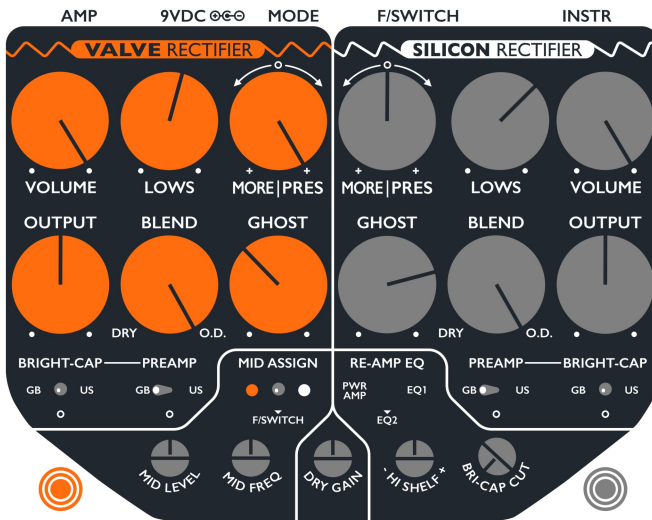 AMP 9VDC MODE F/SWITCH INSTR
VALVE RECTIFIER SILICON RECTIFIER
VOLUME LOWS + MORE|PRES + + MORE|PRES + LOWS VOLUME
OUTPUT BLEND GHOST GHOST BLEND OUTPUT
DRY O.D. DRY O.D.
BRIGHT-CAP PREAMP MID ASSIGN RE-AMP EQ PREAMP BRIGHT-CAP
GB US GB US PWR AMP EQ1 GB US GB US
F/SWITCH EQ2
MID LEVEL MID FREQ DRY GAIN - HI SHELF + BRI-CAP CUT